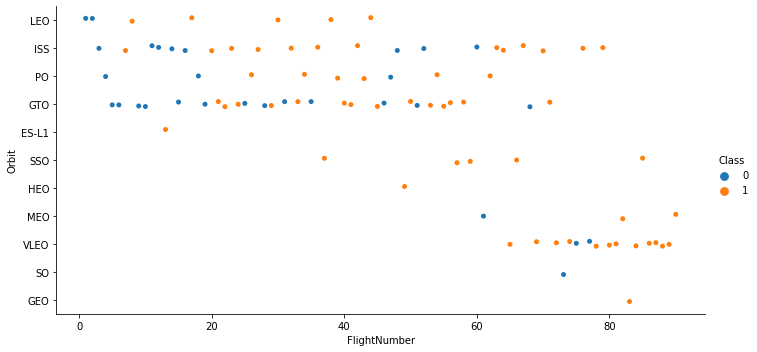 LEO
ISS
PO
GTO
ES-L1
SSO
HEO
MEO
VLEO
SO
GEO
Orbit
0
20
40
60
80
FlightNumber
Class
0
1